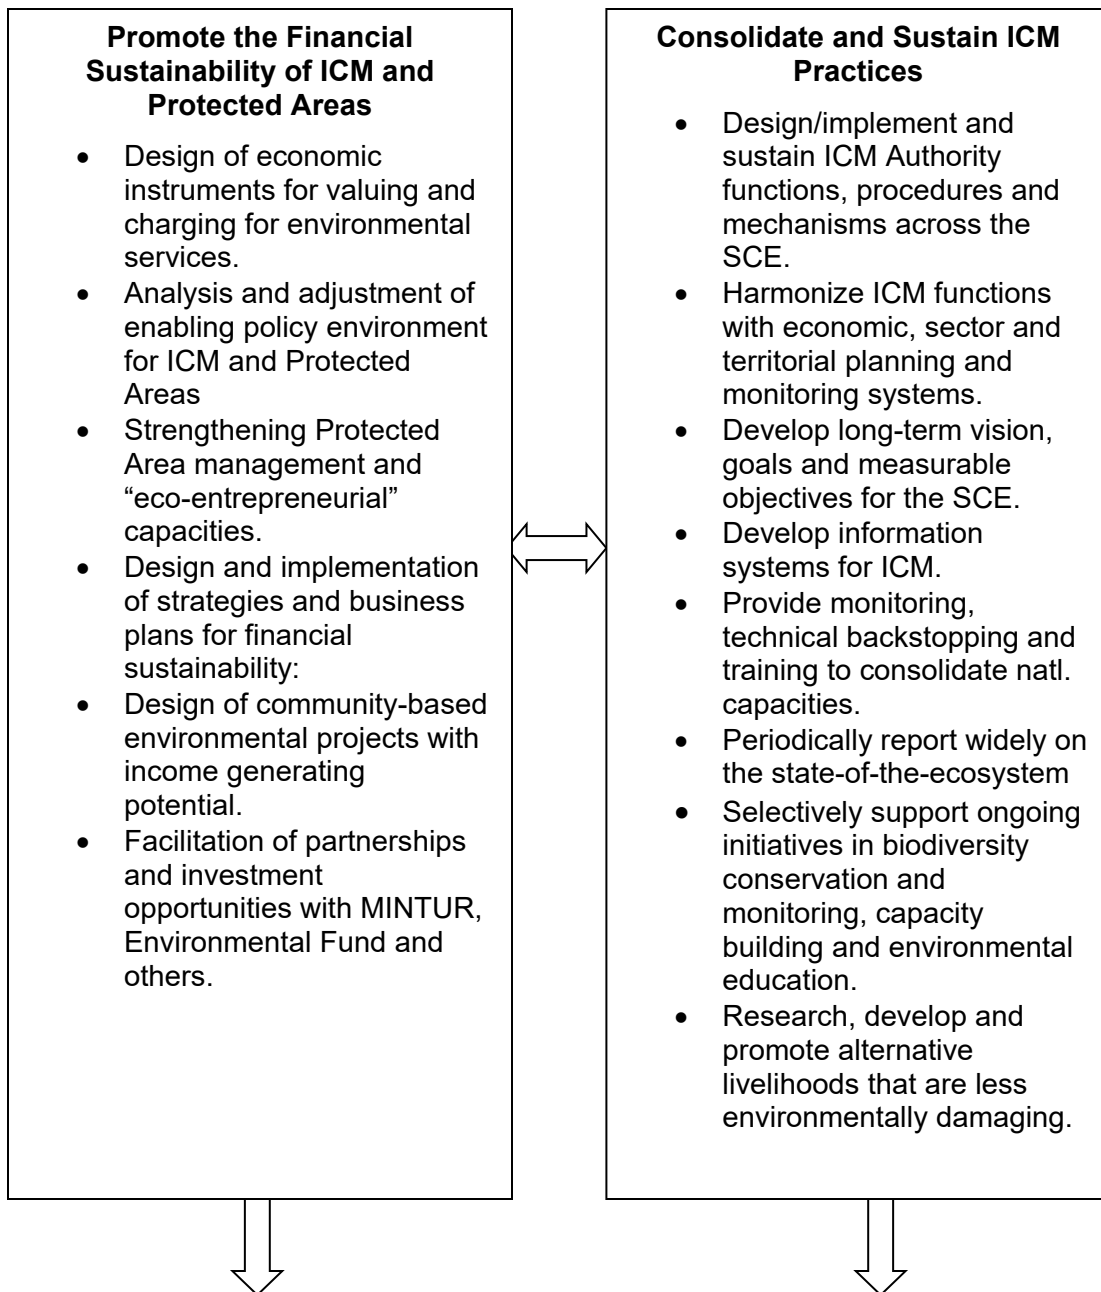 Promote the Financial
Sustainability of ICM and
Protected Areas
• Design of economic
instruments for valuing and
charging for environmental
services.
• Analysis and adjustment of
enabling policy environment
for ICM and Protected
Areas
• Strengthening Protected
Area management and
“eco-entrepreneurial”
capacities.
• Design and implementation
of strategies and business
plans for financial
sustainability:
• Design of community-based
environmental projects with
income generating
potential.
• Facilitation of partnerships
and investment
opportunities with MINTUR,
Environmental Fund and
others.
Consolidate and Sustain ICM
Practices
• Design/implement and
sustain ICM Authority
functions, procedures and
mechanisms across the
SCE.
• Harmonize ICM functions
with economic, sector and
territorial planning and
monitoring systems.
• Develop long-term vision,
goals and measurable
objectives for the SCE.
• Develop information
systems for ICM.
• Provide monitoring,
technical backstopping and
training to consolidate natl.
capacities.
• Periodically report widely on
the state-of-the-ecosystem
• Selectively support ongoing
initiatives in biodiversity
conservation and
monitoring, capacity
building and environmental
education.
• Research, develop and
promote alternative
livelihoods that are less
environmentally damaging.